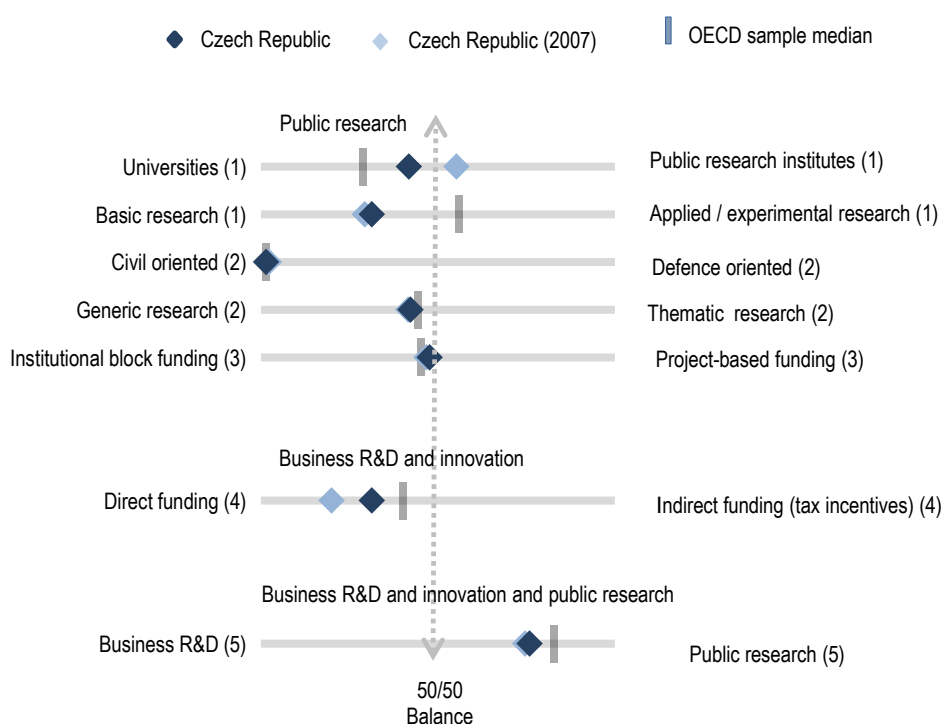 Czech Republic
Czech Republic (2007)
OECD sample median
Public research
Universities (1)
Public research institutes (1)
Basic research (1)
Applied / experimental research (1)
Civil oriented (2)
Defence oriented (2)
Generic research (2)
Thematic research (2)
Institutional block funding (3)
Project-based funding (3)
Business R&D and innovation
Direct funding (4)
Indirect funding (tax incentives) (4)
Business R&D and innovation and public research
Business R&D (5)
Public research (5)
50/50
Balance